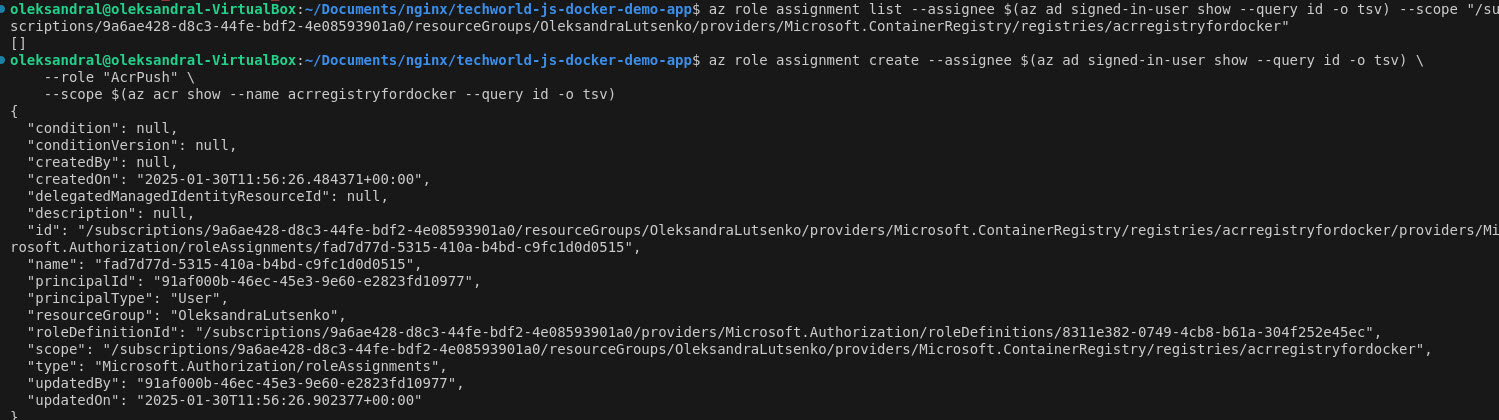 oleksandral@oleksandral-VirtualBox:~/Documents/nginx/techworld-js-docker-demo-app$ az role assignment list --assignee $(az ad signed-in-user show --query id -o tsv) --scope "/su
scriptions/9a6ae428-d8c3-44fe-bdf2-4e08593901a0/resourceGroups/OleksandraLutsenko/providers/Microsoft.ContainerRegistry/registries/acrregistryfordocker"
[]
oleksandral@oleksandral-VirtualBox:~/Documents/nginx/techworld-js-docker-demo-app$ az role assignment create --assignee $(az ad signed-in-user show --query id -o tsv) \
    --role "AcrPush" \
    --scope $(az acr show --name acrregistryfordocker --query id -o tsv)
{
  "condition": null,
  "conditionVersion": null,
  "createdBy": null,
  "createdOn": "2025-01-30T11:56:26.484371+00:00",
  "delegatedManagedIdentityResourceId": null,
  "description": null,
  "id": "/subscriptions/9a6ae428-d8c3-44fe-bdf2-4e08593901a0/resourceGroups/OleksandraLutsenko/providers/Microsoft.ContainerRegistry/registries/acrregistryfordocker/providers/Mi
rosoft.Authorization/roleAssignments/fad7d77d-5315-410a-b4bd-c9fc1d0d0515",
  "name": "fad7d77d-5315-410a-b4bd-c9fc1d0d0515",
  "principalId": "91af000b-46ec-45e3-9e60-e2823fd10977",
  "principalType": "User",
  "resourceGroup": "OleksandraLutsenko",
  "roleDefinitionId": "/subscriptions/9a6ae428-d8c3-44fe-bdf2-4e08593901a0/providers/Microsoft.Authorization/roleDefinitions/8311e382-0749-4cb8-b61a-304f252e45ec",
  "scope": "/subscriptions/9a6ae428-d8c3-44fe-bdf2-4e08593901a0/resourceGroups/OleksandraLutsenko/providers/Microsoft.ContainerRegistry/registries/acrregistryfordocker",
  "type": "Microsoft.Authorization/roleAssignments",
  "updatedBy": "91af000b-46ec-45e3-9e60-e2823fd10977",
  "updatedOn": "2025-01-30T11:56:26.902377+00:00"
}